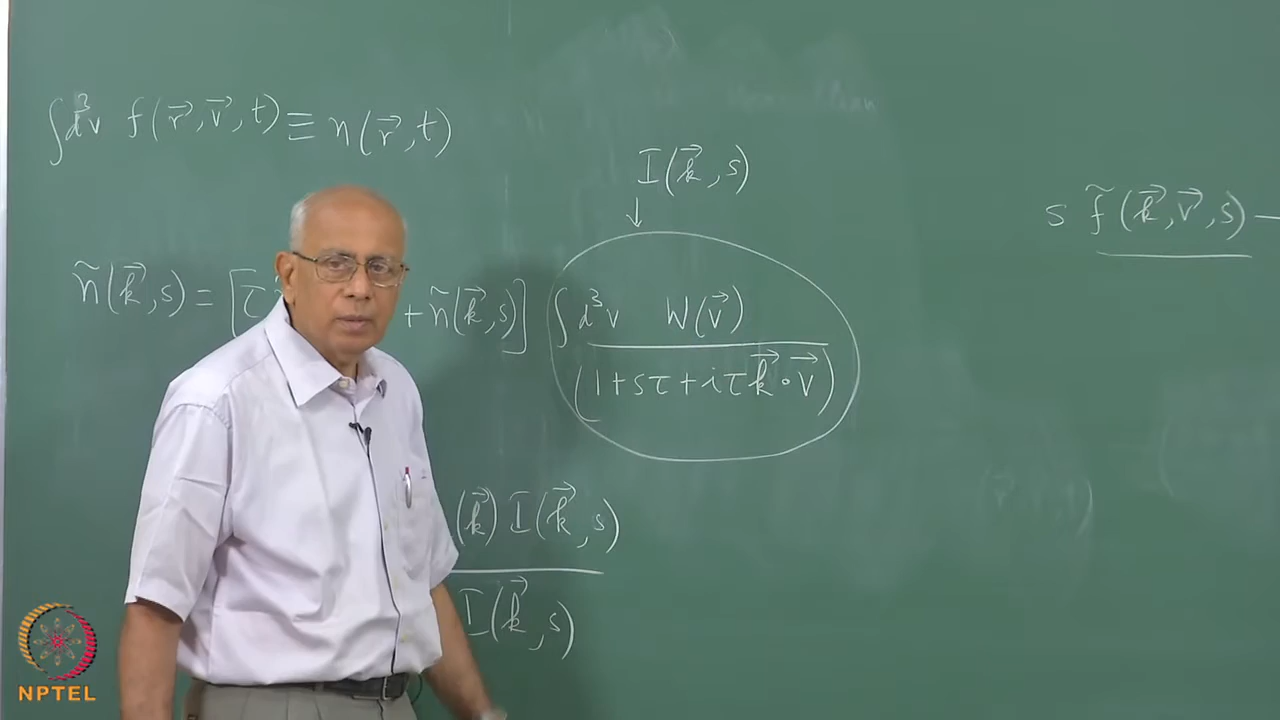 ∫d³v f(r⃗, v⃗, t) ≡ n(r⃗, t)
I(k⃗, s)
↓
s f̃(k⃗, v⃗, s) −
ñ(k⃗, s) = [τ + ñ(k⃗, s)] ∫d³v W(v⃗)
(1 + sτ + iτ k⃗ · v⃗)
(k⃗) I(k⃗, s)
I(k⃗, s)
NPTEL